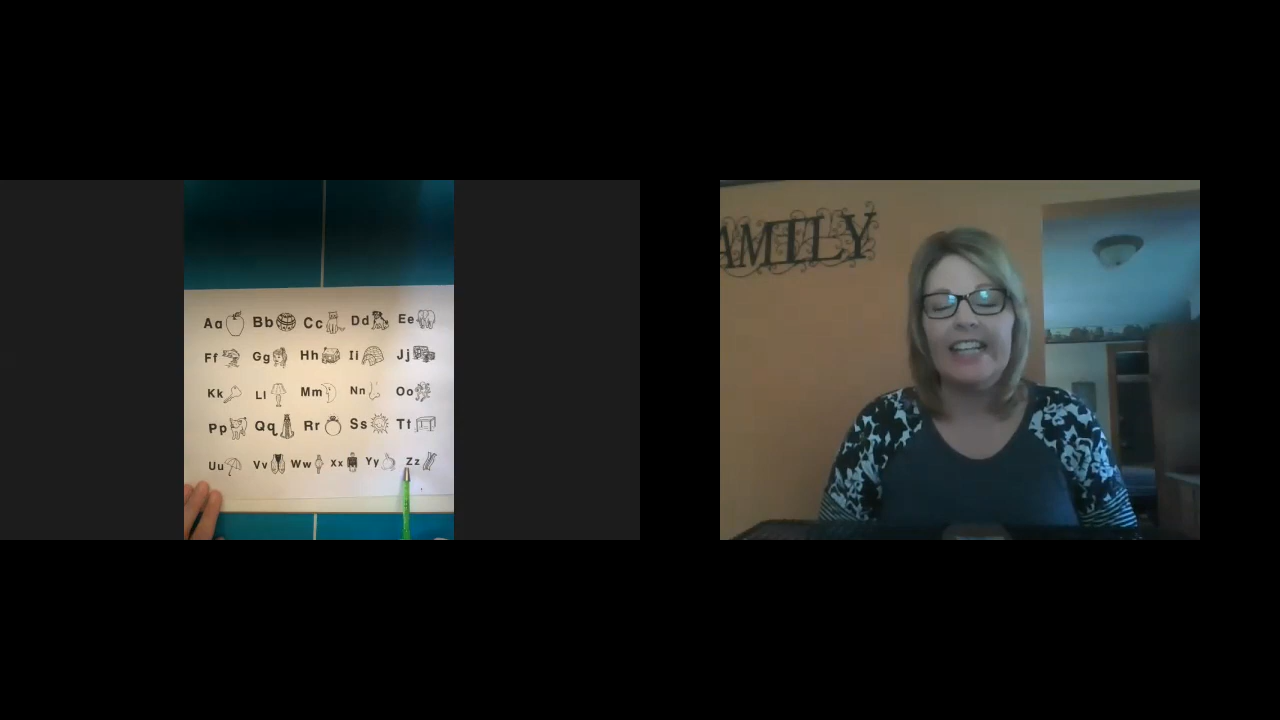 Aa Bb Cc Dd Ee
Ff Gg Hh Ii Jj
Kk Ll Mm Nn Oo
Pp Qq Rr Ss Tt
Uu Vv Ww Xx Yy Zz
AMILY